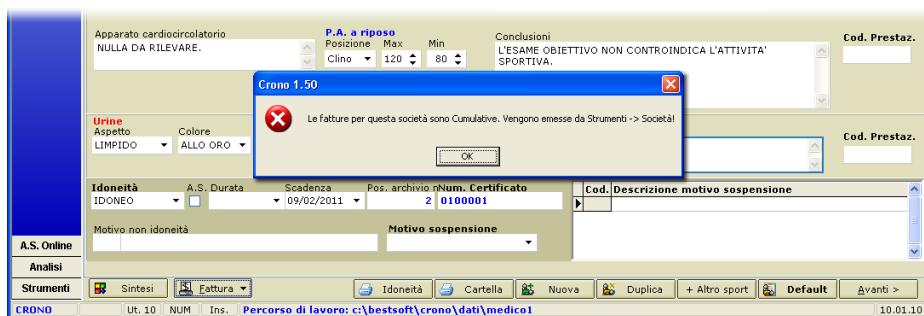 Apparato cardiocircolatorio
NULLA DA RILEVARE.
P.A. a riposo
Posizione Max Min
Clino 120 80
Conclusioni
L'ESAME OBIETTIVO NON CONTROINDICA L'ATTIVITA'
SPORTIVA.
Cod. Prestaz.
Crono 1.50
Le fatture per questa società sono Cumulative. Vengono emesse da Strumenti -> Società!
OK
Urine
Aspetto Colore
LIMPIDO ALLO ORO
Cod. Prestaz.
Idoneità A.S. Durata Scadenza Pos. archivio n Num. Certificato
IDONEO 09/02/2011 2 0100001
Cod. Descrizione motivo sospensione
Motivo non idoneità Motivo sospensione
A.S. Online
Analisi
Strumenti
Sintesi Fattura Idoneità Cartella Nuova Duplica + Altro sport Default Avanti >
CRONO Ut. 10 NUM Ins. Percorso di lavoro: c:\bestsoft\crono\dati\medico1 10.01.10